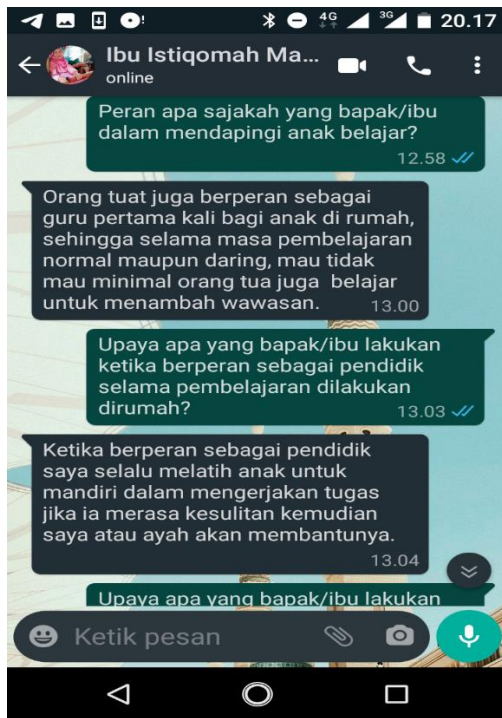 4G 3G 20.17
Ibu Istiqomah Ma...
online
Peran apa sajakah yang bapak/ibu
dalam mendapingi anak belajar?
12.58
Orang tuat juga berperan sebagai
guru pertama kali bagi anak di rumah,
sehingga selama masa pembelajaran
normal maupun daring, mau tidak
mau minimal orang tua juga belajar
untuk menambah wawasan. 13.00
Upaya apa yang bapak/ibu lakukan
ketika berperan sebagai pendidik
selama pembelajaran dilakukan
dirumah? 13.03
Ketika berperan sebagai pendidik
saya selalu melatih anak untuk
mandiri dalam mengerjakan tugas
jika ia merasa kesulitan kemudian
saya atau ayah akan membantunya.
13.04
Upaya apa yang bapak/ibu lakukan
Ketik pesan